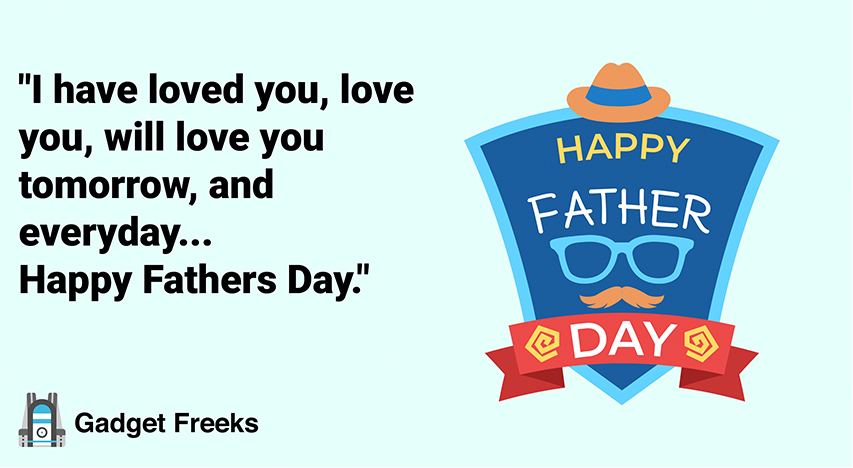 "I have loved you, love
you, will love you
tomorrow, and
everyday...
Happy Fathers Day."
HAPPY
FATHER
DAY
Gadget Freeks